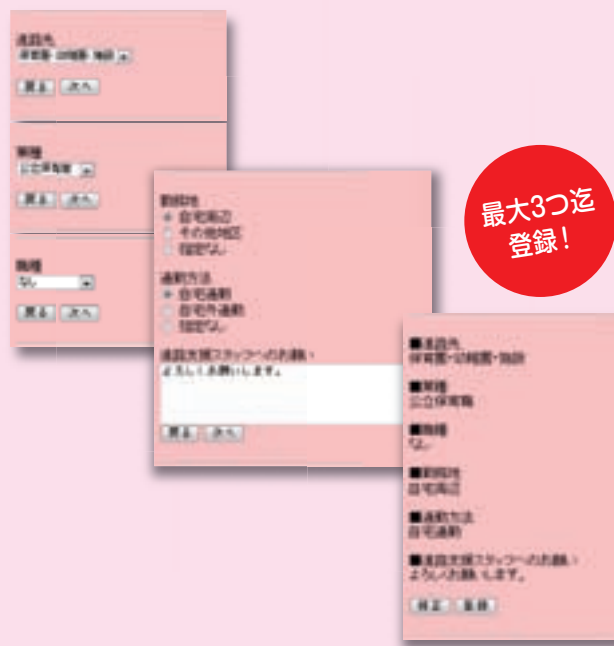 進路先
保育園・幼稚園・施設
戻る 次へ
業種
公立保育職
戻る 次へ
職種
なし
戻る 次へ
勤務地
自宅周辺
その他地区
指定なし
通勤方法
自宅通勤
自宅外通勤
指定なし
進路支援スタッフへのお願い
よろしくお願いします。
戻る 次へ
最大3つ迄
登録!
■進路先
保育園・幼稚園・施設
■業種
公立保育職
■職種
なし
■勤務地
自宅周辺
■通勤方法
自宅通勤
■進路支援スタッフへのお願い
よろしくお願いします。
修正 登録